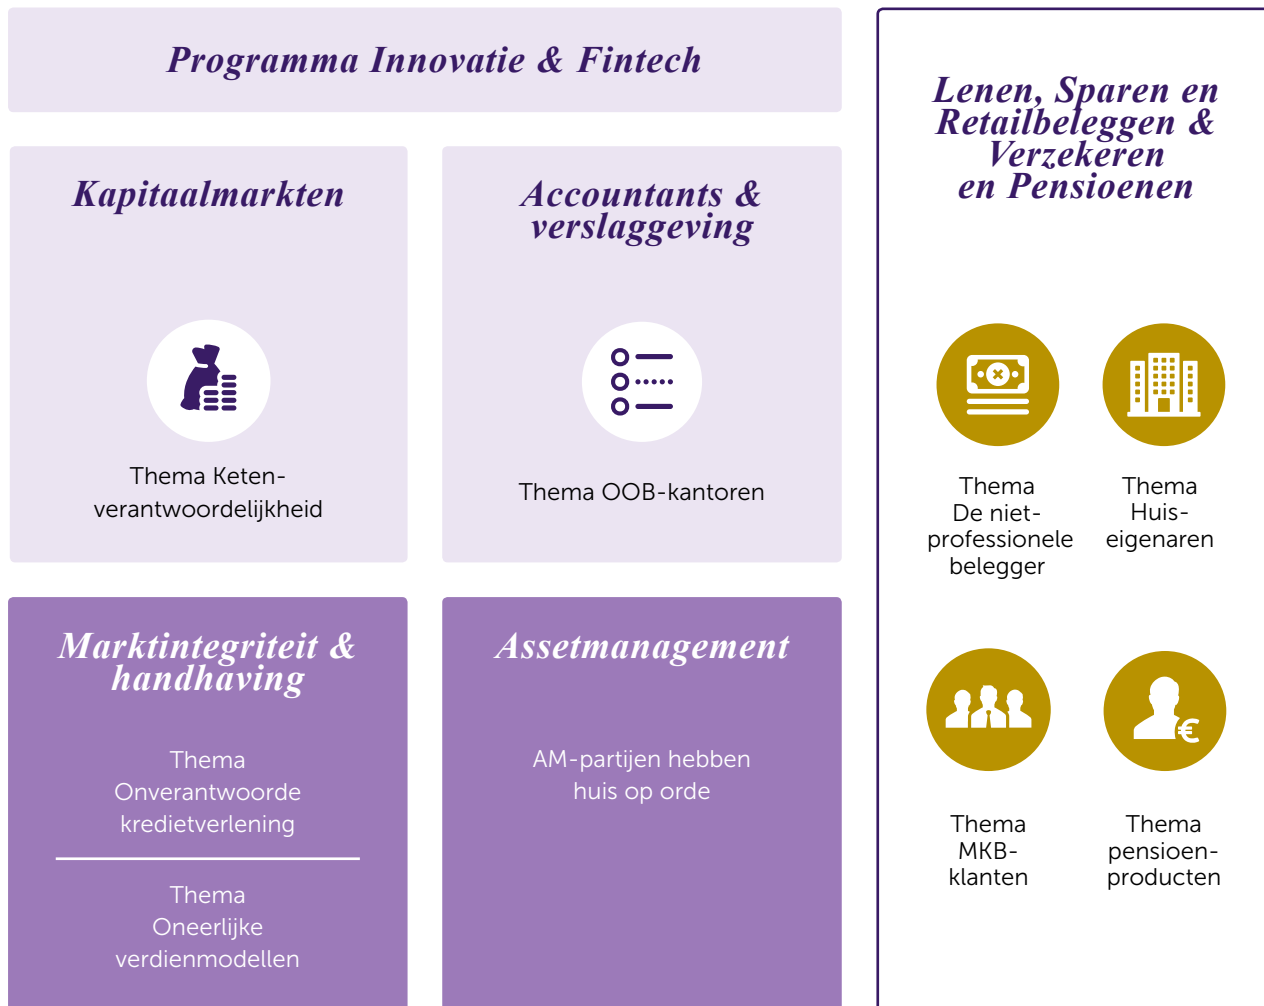 Programma Innovatie & Fintech
Kapitaalmarkten
Thema Keten-
verantwoordelijkheid
Accountants &
verslaggeving
Thema OOB-kantoren
Marktintegriteit &
handhaving
Thema
Onverantwoorde
kredietverlening
Thema
Oneerlijke
verdienmodellen
Assetmanagement
AM-partijen hebben
huis op orde
Lenen, Sparen en
Retailbeleggen &
Verzekeren
en Pensioenen
Thema
De niet-
professionele
belegger
Thema
Huis-
eigenaren
Thema
MKB-
klanten
€
Thema
pensioen-
producten